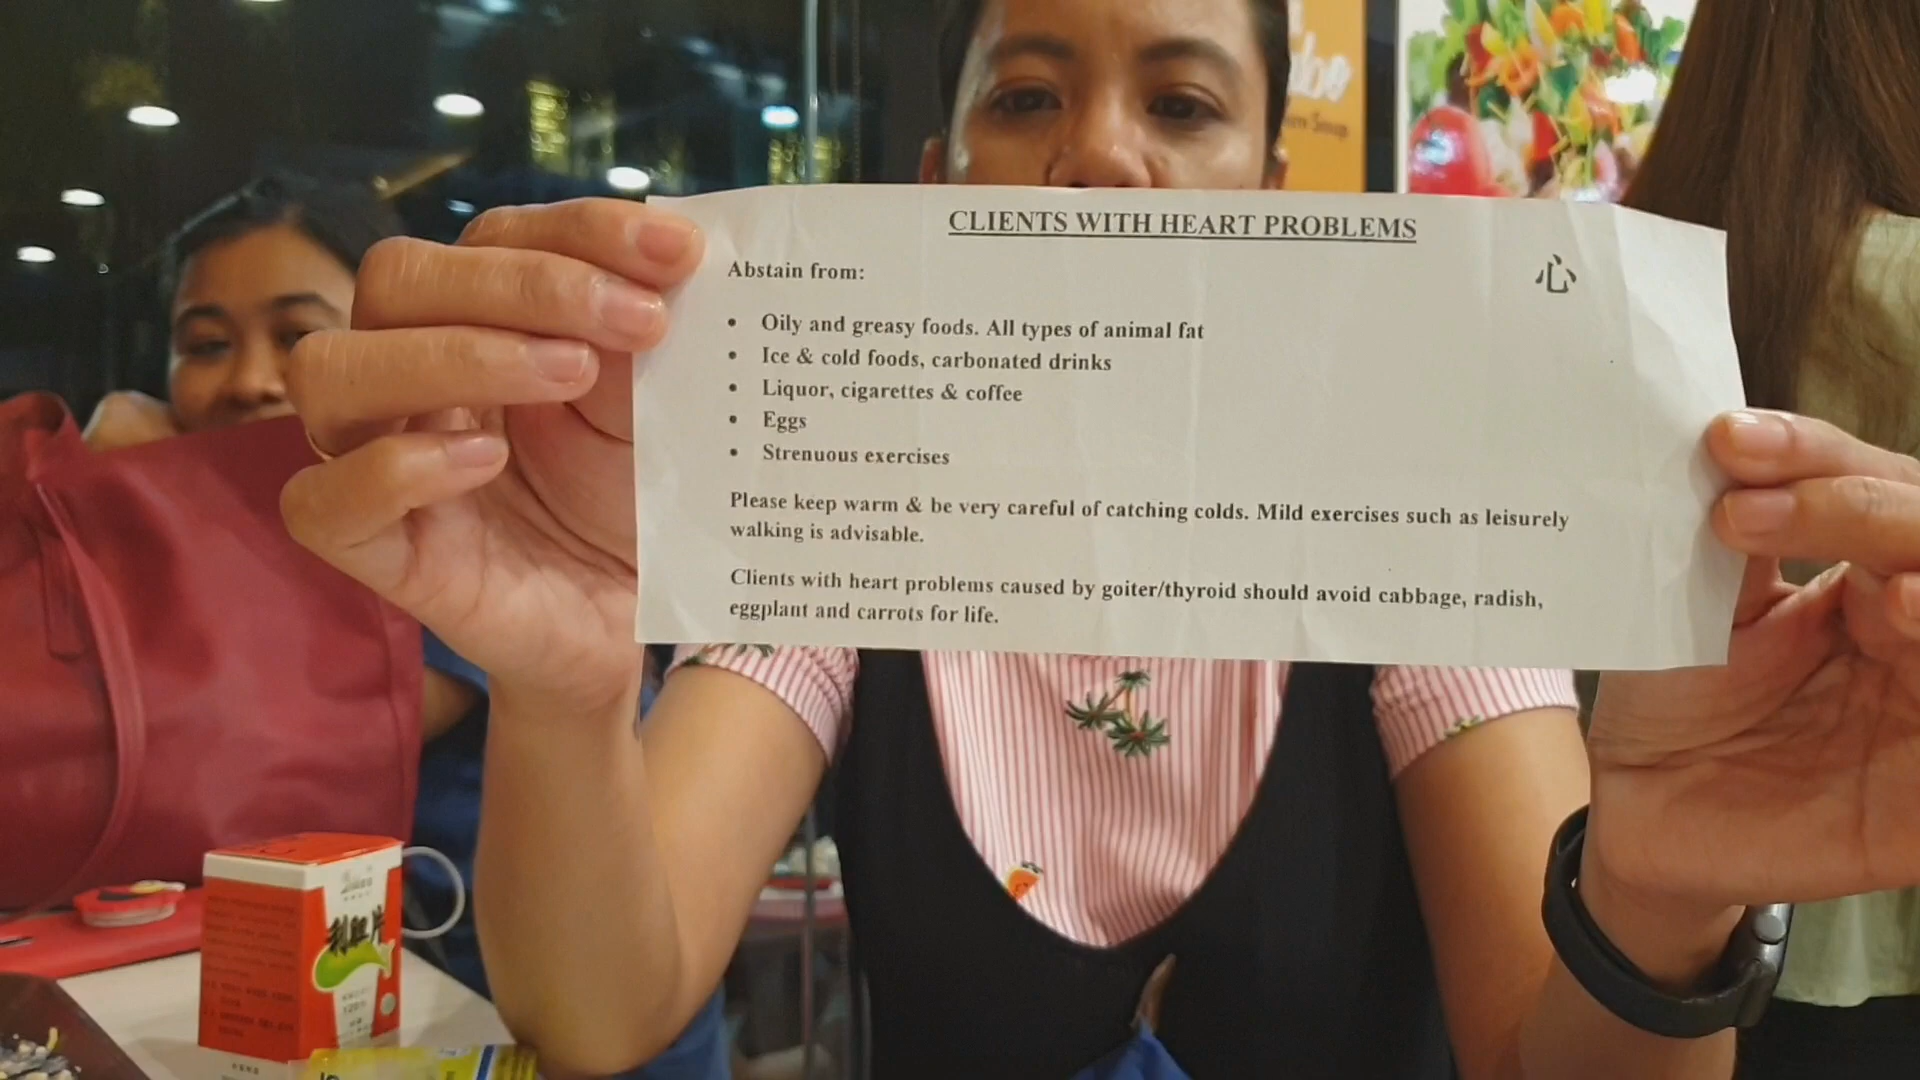 CLIENTS WITH HEART PROBLEMS
心
Abstain from:
• Oily and greasy foods. All types of animal fat
• Ice & cold foods, carbonated drinks
• Liquor, cigarettes & coffee
• Eggs
• Strenuous exercises
Please keep warm & be very careful of catching colds. Mild exercises such as leisurely
walking is advisable.
Clients with heart problems caused by goiter/thyroid should avoid cabbage, radish,
eggplant and carrots for life.
利胆片